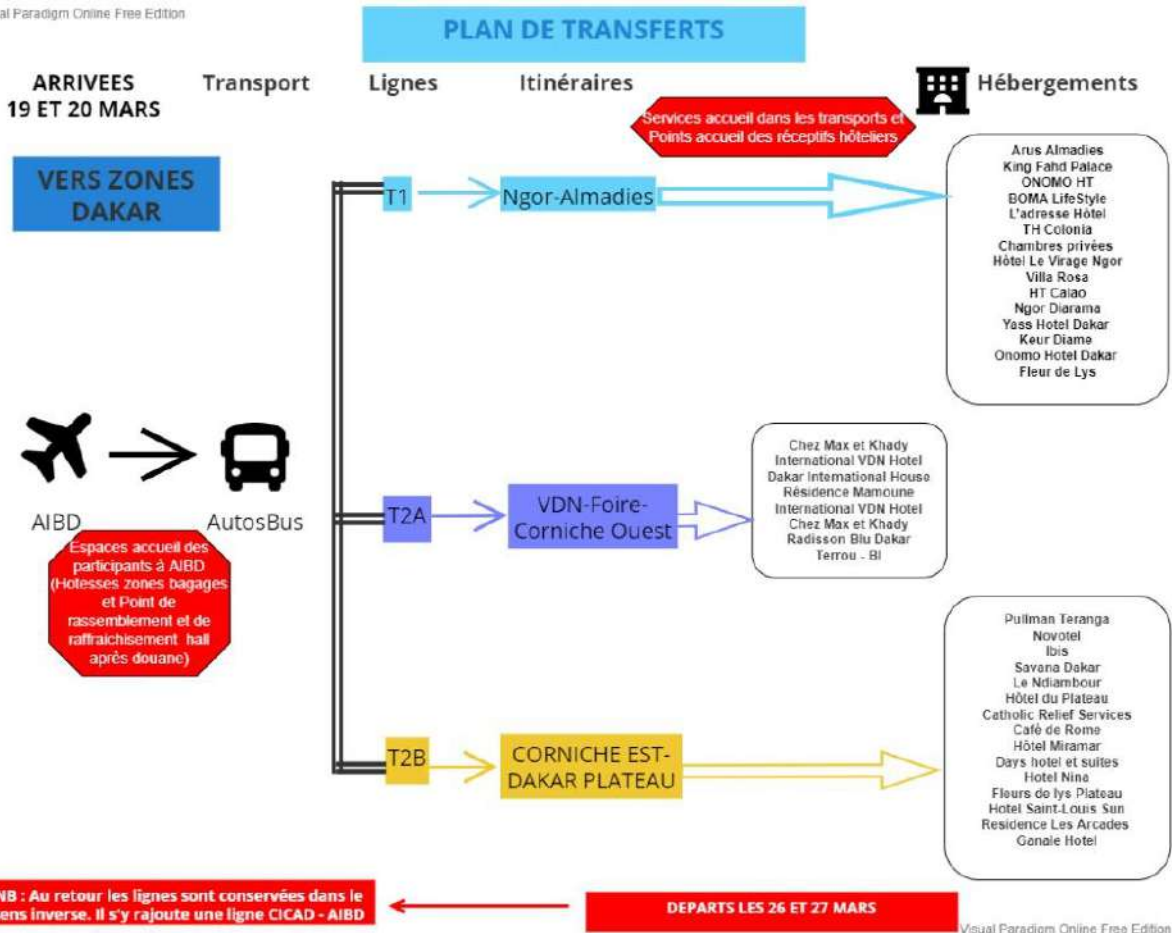 al Paradigm Online Free Edition
PLAN DE TRANSFERTS
ARRIVEES
19 ET 20 MARS
Transport
Lignes
Itinéraires
Hébergements
Services accueil dans les transports et
Points accueil des réceptifs hôteliers
VERS ZONES
DAKAR
T1
Ngor-Almadies
Arus Almadies
King Fahd Palace
ONOMO HT
BOMA LifeStyle
L'adresse Hôtel
TH Colonia
Chambres privées
Hôtel Le Virage Ngor
Villa Rosa
HT Calao
Ngor Diarama
Yass Hotel Dakar
Keur Diame
Onomo Hotel Dakar
Fleur de Lys
AIBD
AutosBus
Espaces accueil des
participants à AIBD
(Hotesses zones bagages
et Point de
rassemblement et de
raffraichisement hall
après douane)
T2A
VDN-Foire-
Corniche Ouest
Chez Max et Khady
International VDN Hotel
Dakar International House
Résidence Mamoune
International VDN Hotel
Chez Max et Khady
Radisson Blu Dakar
Terrou - BI
T2B
CORNICHE EST-
DAKAR PLATEAU
Pullman Teranga
Novotel
Ibis
Savana Dakar
Le Ndiambour
Hôtel du Plateau
Catholic Relief Services
Café de Rome
Hôtel Miramar
Days hotel et suites
Hotel Nina
Fleurs de lys Plateau
Hotel Saint-Louis Sun
Residence Les Arcades
Ganale Hotel
NB : Au retour les lignes sont conservées dans le
ens inverse. Il s'y rajoute une ligne CICAD - AIBD
DEPARTS LES 26 ET 27 MARS
Visual Paradigm Online Free Edition